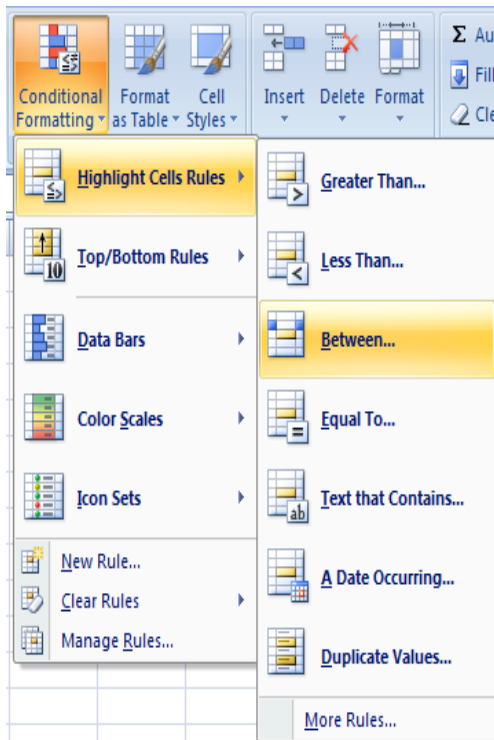 Σ Au
Fill
Cle
Conditional Formatting
Format as Table
Cell Styles
Insert
Delete
Format
Highlight Cells Rules
Top/Bottom Rules
Data Bars
Color Scales
Icon Sets
New Rule...
Clear Rules
Manage Rules...
Greater Than...
Less Than...
Between...
Equal To...
Text that Contains...
A Date Occurring...
Duplicate Values...
More Rules...